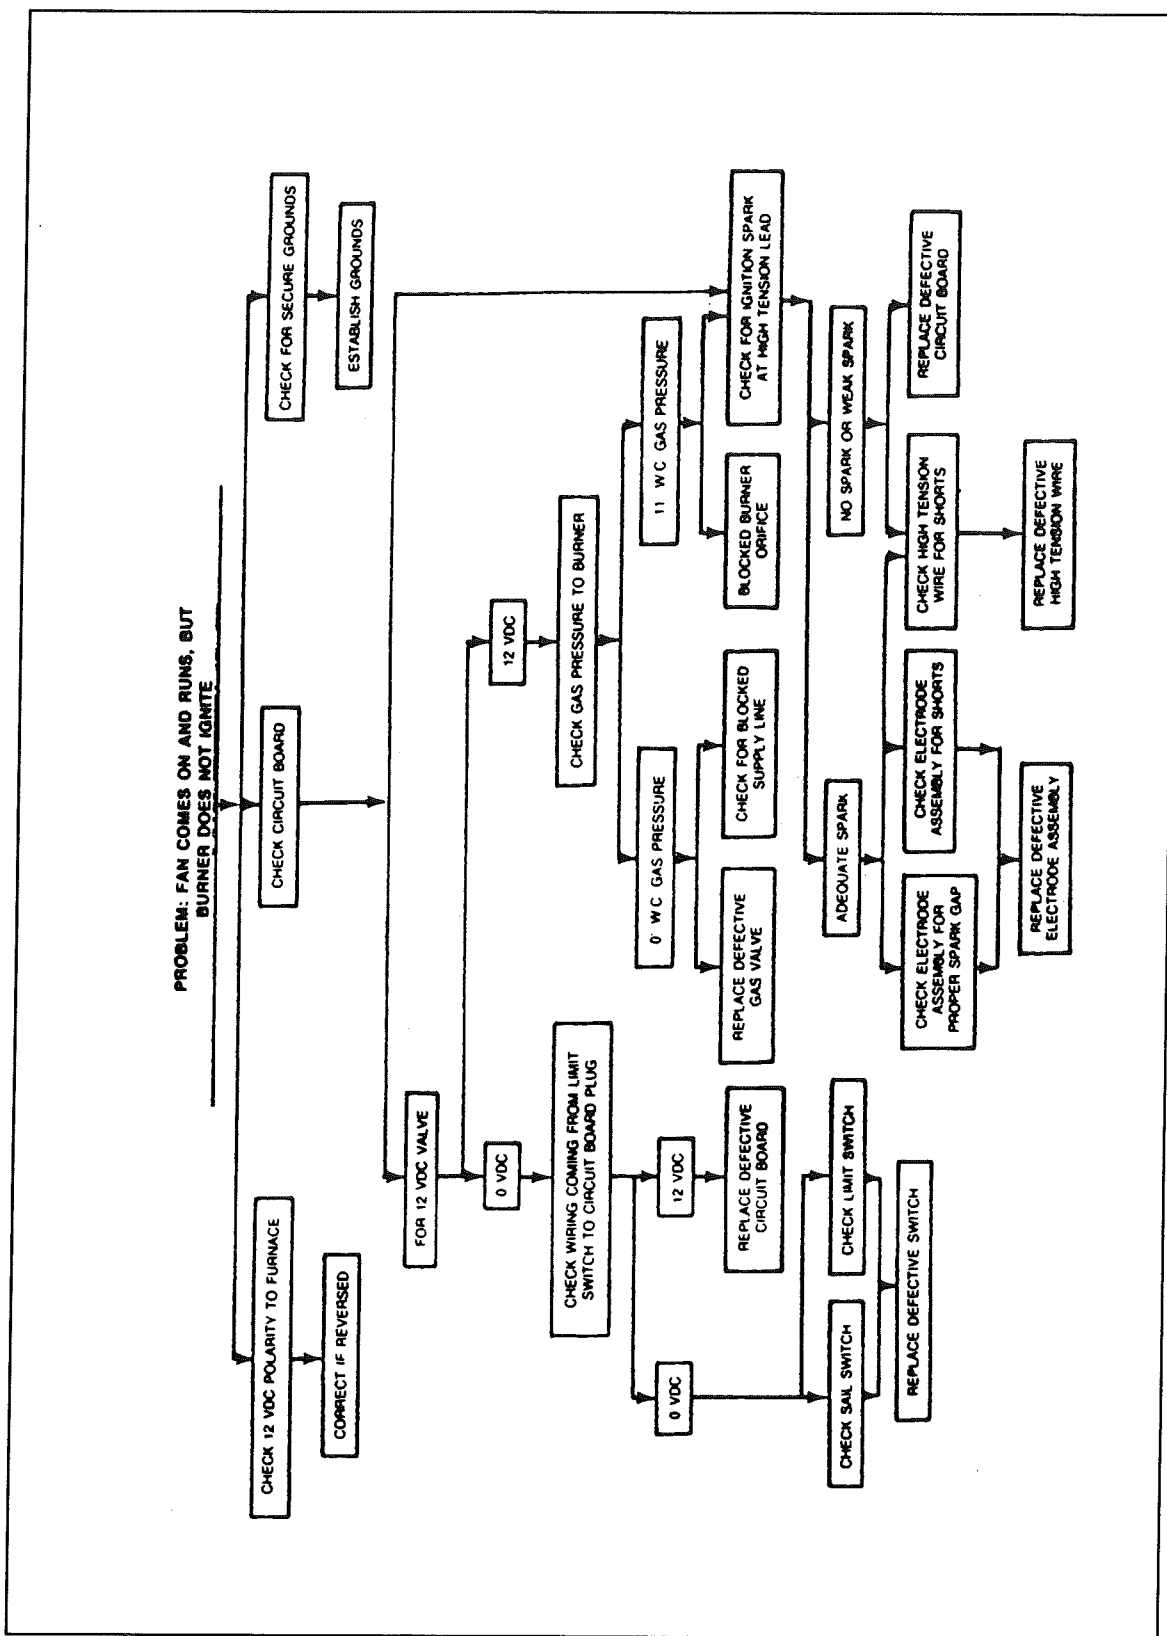 PROBLEM: FAN COMES ON AND RUNS, BUT
BURNER DOES NOT IGNITE
CHECK 12 VDC POLARITY TO FURNACE
CORRECT IF REVERSED
CHECK CIRCUIT BOARD
CHECK FOR SECURE GROUNDS
ESTABLISH GROUNDS
FOR 12 VDC VALVE
0 VDC
12 VDC
CHECK WIRING COMING FROM LIMIT
SWITCH TO CIRCUIT BOARD PLUG
CHECK GAS PRESSURE TO BURNER
0 VDC
12 VDC
0' WC GAS PRESSURE
11 WC GAS PRESSURE
REPLACE DEFECTIVE
CIRCUIT BOARD
REPLACE DEFECTIVE
GAS VALVE
CHECK FOR BLOCKED
SUPPLY LINE
BLOCKED BURNER
ORIFICE
CHECK FOR IGNITION SPARK
AT HIGH TENSION LEAD
CHECK SAIL SWITCH
CHECK LIMIT SWITCH
ADEQUATE SPARK
NO SPARK OR WEAK SPARK
REPLACE DEFECTIVE SWITCH
CHECK ELECTRODE
ASSEMBLY FOR
PROPER SPARK GAP
CHECK ELECTRODE
ASSEMBLY FOR SHORTS
CHECK HIGH TENSION
WIRE FOR SHORTS
REPLACE DEFECTIVE
CIRCUIT BOARD
REPLACE DEFECTIVE
ELECTRODE ASSEMBLY
REPLACE DEFECTIVE
HIGH TENSION WIRE